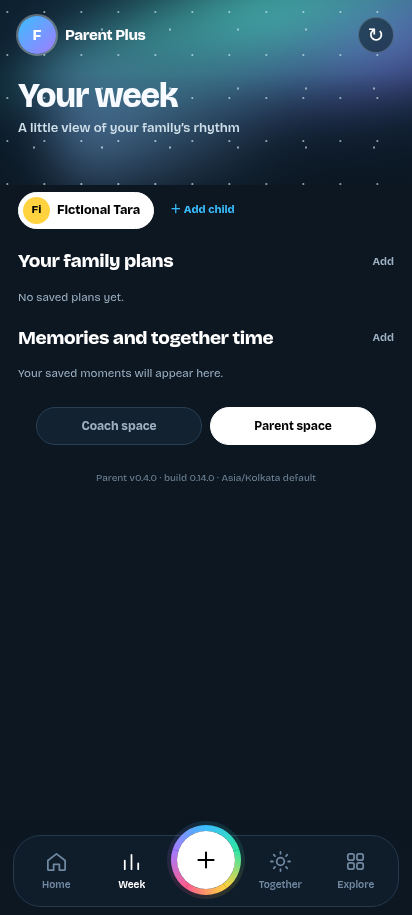 F
Parent Plus
↻
Your week
A little view of your family's rhythm
Fi
Fictional Tara
+ Add child
Your family plans
Add
No saved plans yet.
Memories and together time
Add
Your saved moments will appear here.
Coach space
Parent space
Parent v0.4.0 · build 0.14.0 · Asia/Kolkata default
+
Home
Week
Together
Explore